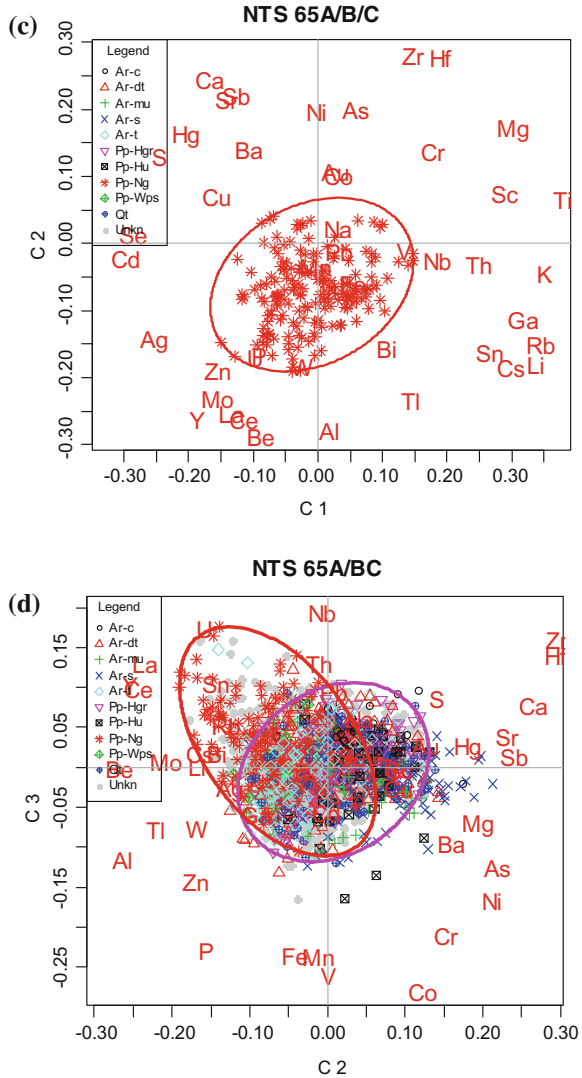 (c)
NTS 65A/B/C
Legend
Ar-c
Ar-dt
Ar-mu
Ar-s
Ar-t
Pp-Hgr
Pp-Hu
Pp-Ng
Pp-Wps
Qt
Unkn
C 2
0.30
0.20
0.10
0.00
-0.10
-0.20
-0.30
Zr Hf
Ca
Sr Sb
Ni As
Hg Mg
S Ba Cr
Au
Co
Cu Sc Ti
Na
Se Pb V
Cd Nb Th K
Ag Ga
Bi Rb
U P W Sn Cs Li
Zn
Mo Tl
Y La Ce
Be Al
-0.30 -0.20 -0.10 0.00 0.10 0.20 0.30
C 1
(d)
NTS 65A/BC
Legend
Ar-c
Ar-dt
Ar-mu
Ar-s
Ar-t
Pp-Hgr
Pp-Hu
Pp-Ng
Pp-Wps
Qt
Unkn
C 3
0.15
0.05
-0.05
-0.15
-0.25
Nb
U Zr
Th Hf
La
Ce Sn S Ca
Sr
Hg Sb
Cs Bi
Be Mo Li
Tl W Mg
Ba
Al As
Zn Ni
P Cr
Fe Mn
V
Co
-0.30 -0.20 -0.10 0.00 0.10 0.20 0.30
C 2